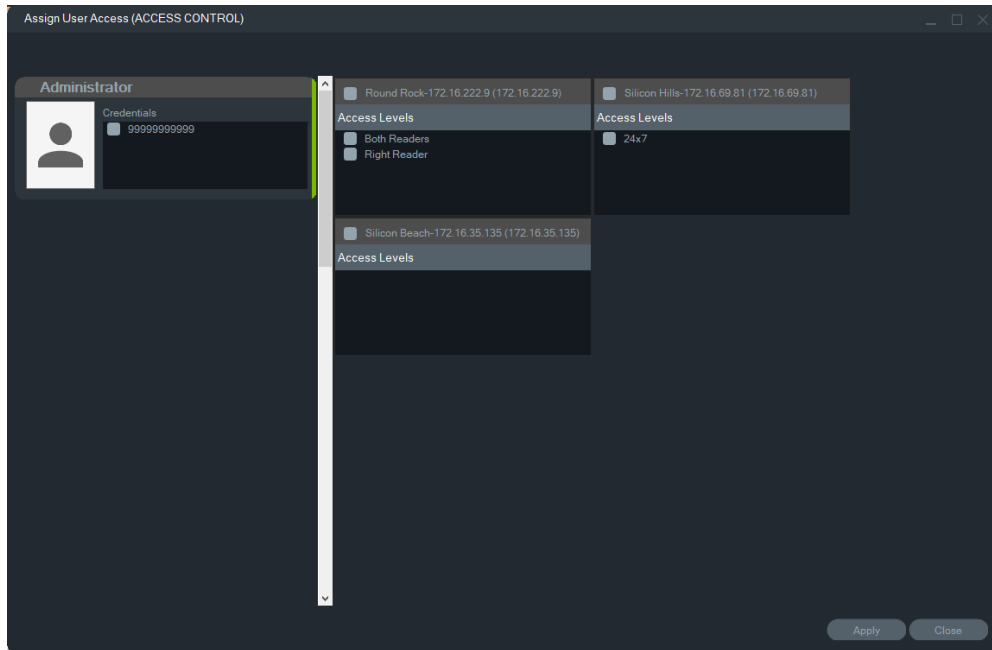 Assign User Access (ACCESS CONTROL)
Administrator
Credentials
99999999999
Round Rock-172.16.222.9 (172.16.222.9)
Access Levels
Both Readers
Right Reader
Silicon Hills-172.16.69.81 (172.16.69.81)
Access Levels
24x7
Silicon Beach-172.16.35.135 (172.16.35.135)
Access Levels
Apply
Close